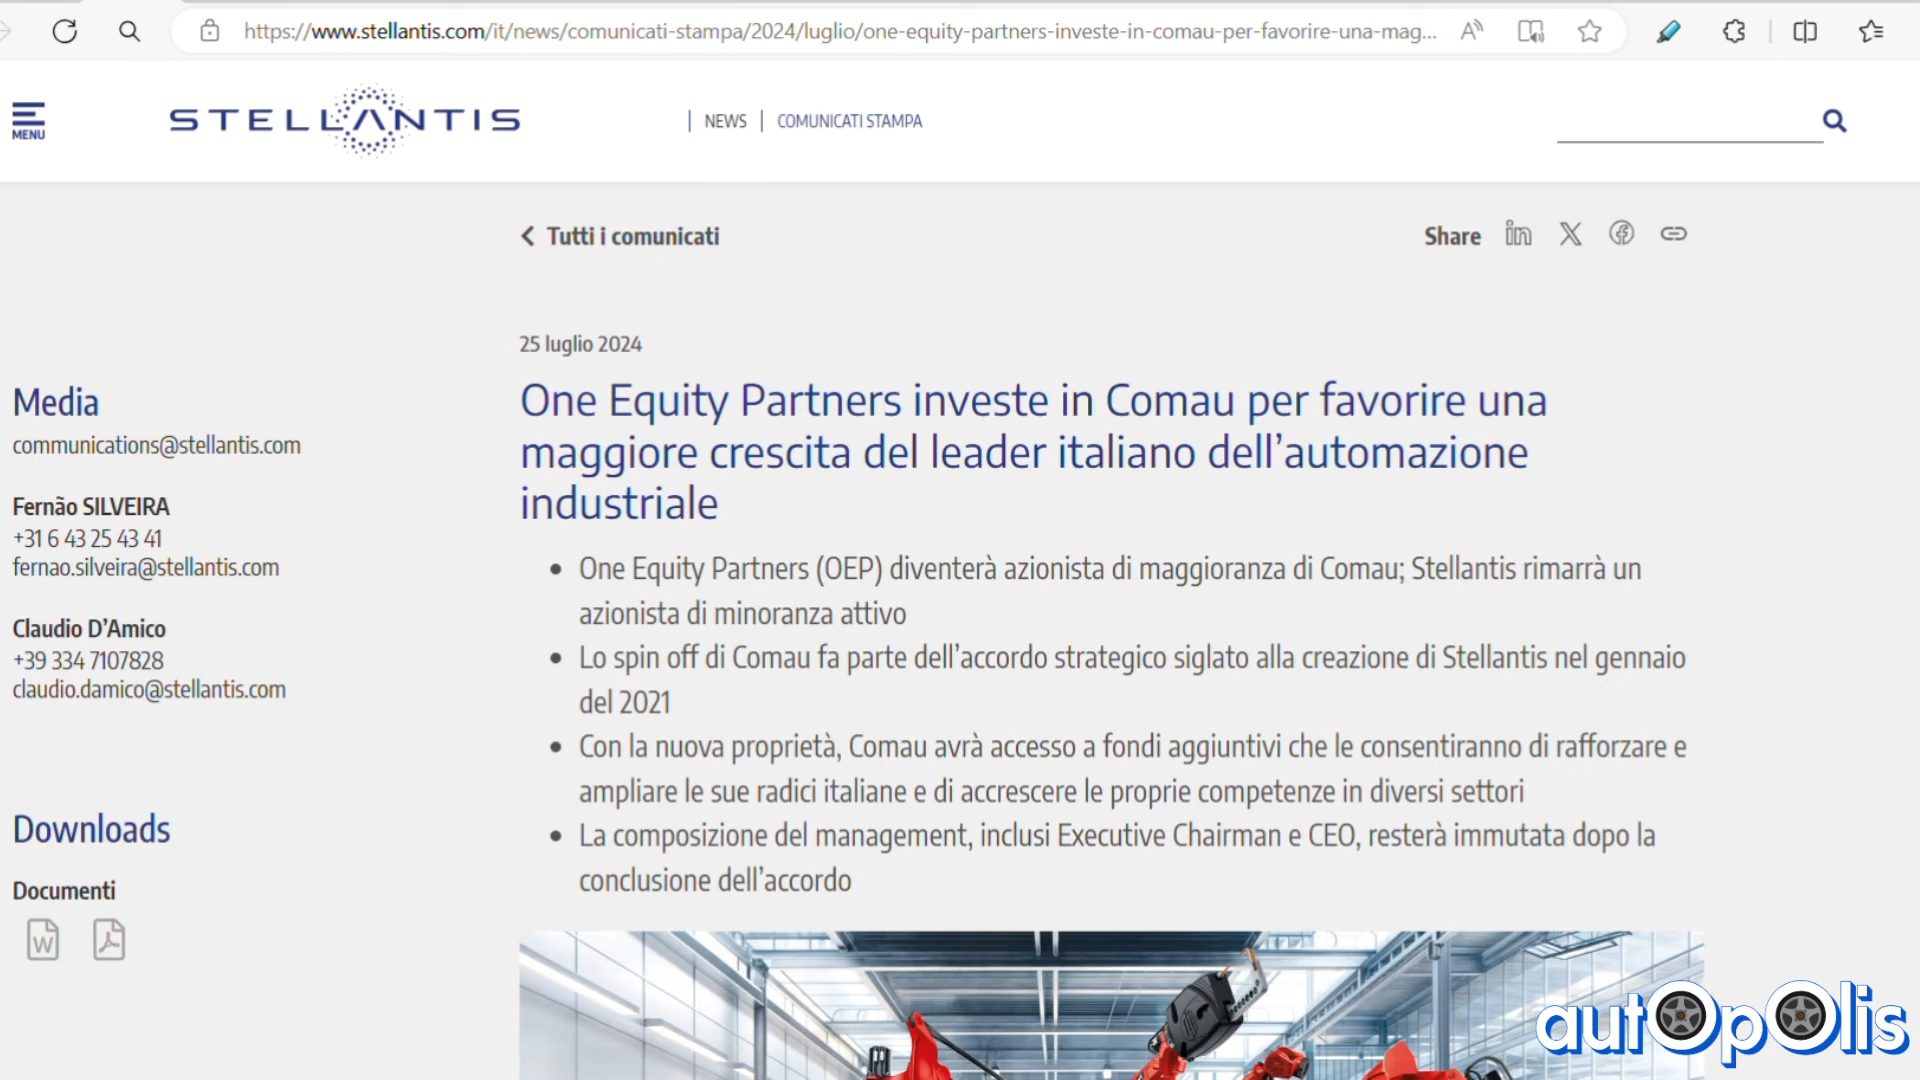 https://www.stellantis.com/it/news/comunicati-stampa/2024/luglio/one-equity-partners-investe-in-comau-per-favorire-una-mag...
MENU
STELLANTIS
NEWS
COMUNICATI STAMPA
Tutti i comunicati
Share
25 luglio 2024
One Equity Partners investe in Comau per favorire una
maggiore crescita del leader italiano dell’automazione
industriale
One Equity Partners (OEP) diventerà azionista di maggioranza di Comau; Stellantis rimarrà un
azionista di minoranza attivo
Lo spin off di Comau fa parte dell’accordo strategico siglato alla creazione di Stellantis nel gennaio
del 2021
Con la nuova proprietà, Comau avrà accesso a fondi aggiuntivi che le consentiranno di rafforzare e
ampliare le sue radici italiane e di accrescere le proprie competenze in diversi settori
La composizione del management, inclusi Executive Chairman e CEO, resterà immutata dopo la
conclusione dell’accordo
Media
communications@stellantis.com
Fernão SILVEIRA
+31 6 43 25 43 41
fernao.silveira@stellantis.com
Claudio D’Amico
+39 334 7107828
claudio.damico@stellantis.com
Downloads
Documenti
autOpOlis